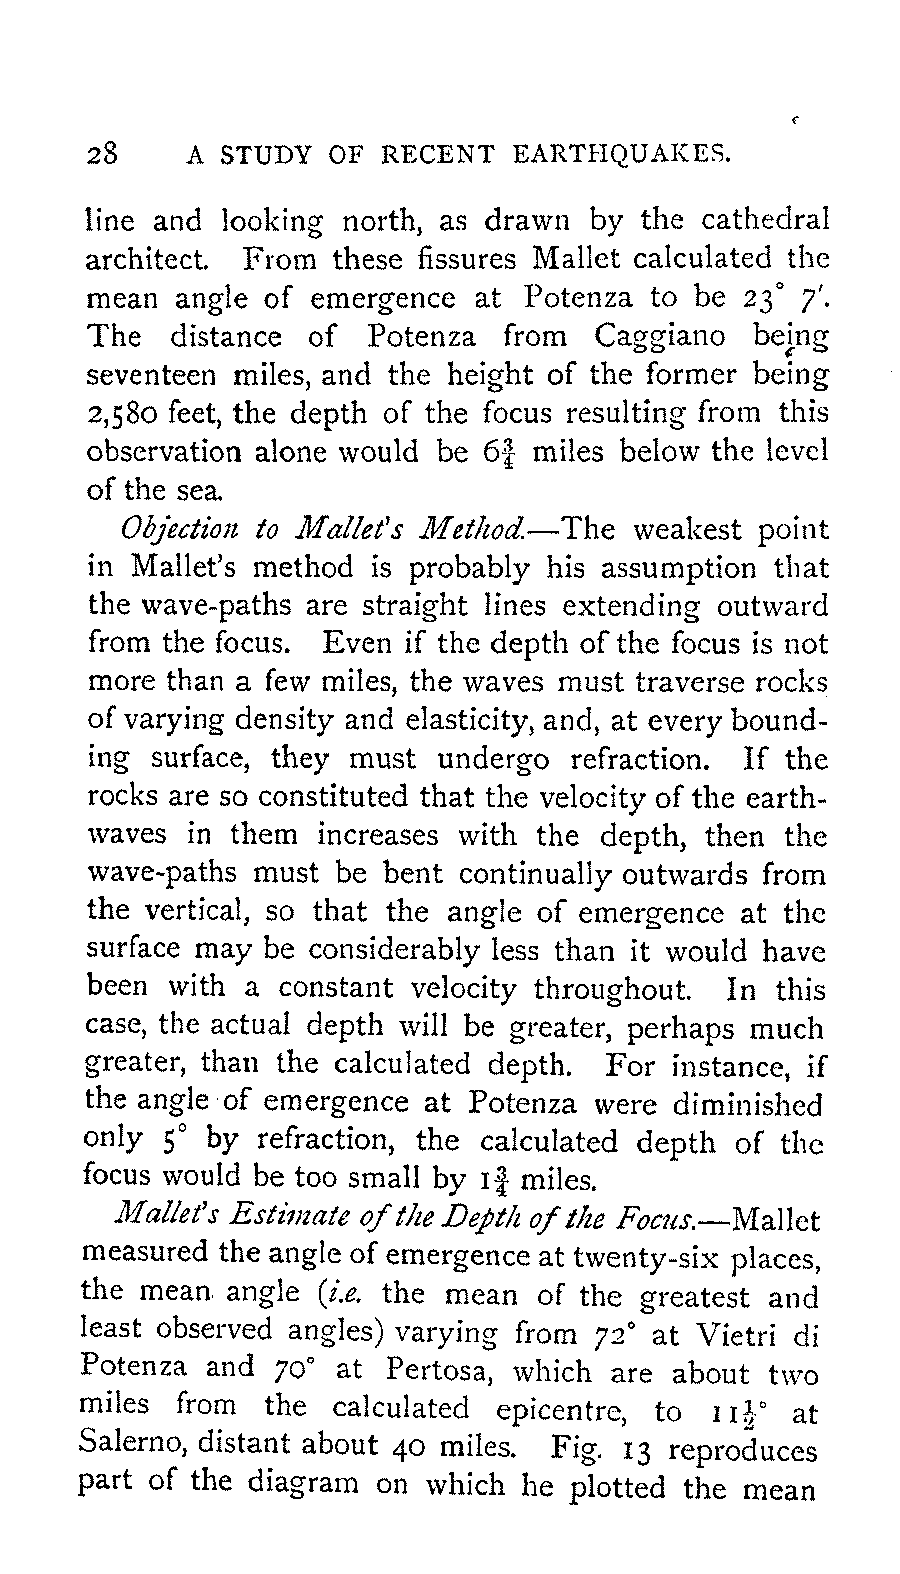 28 A STUDY OF RECENT EARTHQUAKES.
line and looking north, as drawn by the cathedral
architect. From these fissures Mallet calculated the
mean angle of emergence at Potenza to be 23° 7′.
The distance of Potenza from Caggiano being
seventeen miles, and the height of the former being
2,580 feet, the depth of the focus resulting from this
observation alone would be 6¾ miles below the level
of the sea.
Objection to Mallet's Method.—The weakest point
in Mallet's method is probably his assumption that
the wave-paths are straight lines extending outward
from the focus. Even if the depth of the focus is not
more than a few miles, the waves must traverse rocks
of varying density and elasticity, and, at every bound-
ing surface, they must undergo refraction. If the
rocks are so constituted that the velocity of the earth-
waves in them increases with the depth, then the
wave-paths must be bent continually outwards from
the vertical, so that the angle of emergence at the
surface may be considerably less than it would have
been with a constant velocity throughout. In this
case, the actual depth will be greater, perhaps much
greater, than the calculated depth. For instance, if
the angle of emergence at Potenza were diminished
only 5° by refraction, the calculated depth of the
focus would be too small by 1¾ miles.
Mallet's Estimate of the Depth of the Focus.—Mallet
measured the angle of emergence at twenty-six places,
the mean angle (i.e. the mean of the greatest and
least observed angles) varying from 72° at Vietri di
Potenza and 70° at Pertosa, which are about two
miles from the calculated epicentre, to 11½° at
Salerno, distant about 40 miles. Fig. 13 reproduces
part of the diagram on which he plotted the mean